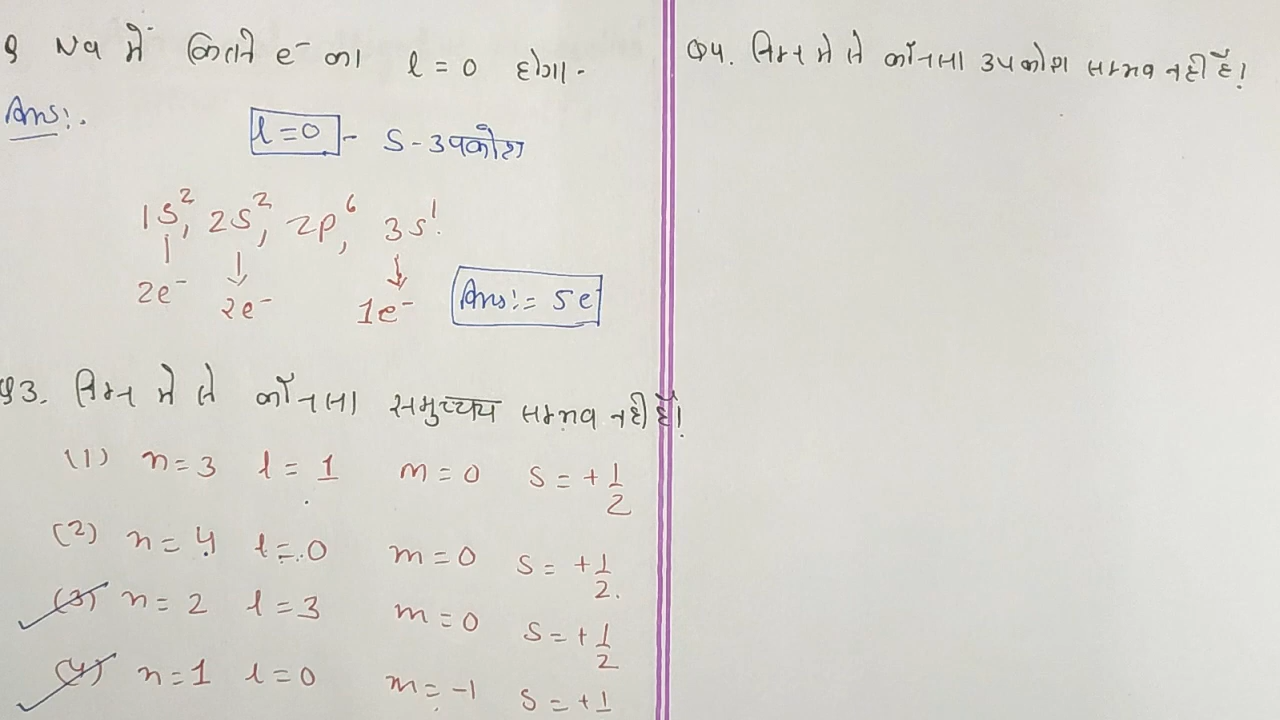 Q Na में कितने e⁻ का l = 0 होगा -
Ans:.
l = 0 - S - उपकोश
1S², 2S², 2p⁶, 3s¹.
2e⁻ 2e⁻ 1e⁻
Ans:= 5e
Q3. निम्न में से कौनसा समुच्चय सम्भव नहीं है।
(1) n = 3 l = 1 m = 0 S = + 1/2
(2) n = 4 l = 0 m = 0 S = + 1/2.
(3) n = 2 l = 3 m = 0 S = + 1/2
(4) n = 1 l = 0 m = -1 S = + 1
Q4. निम्न में से कौनसा उपकोश सम्भव नहीं है।